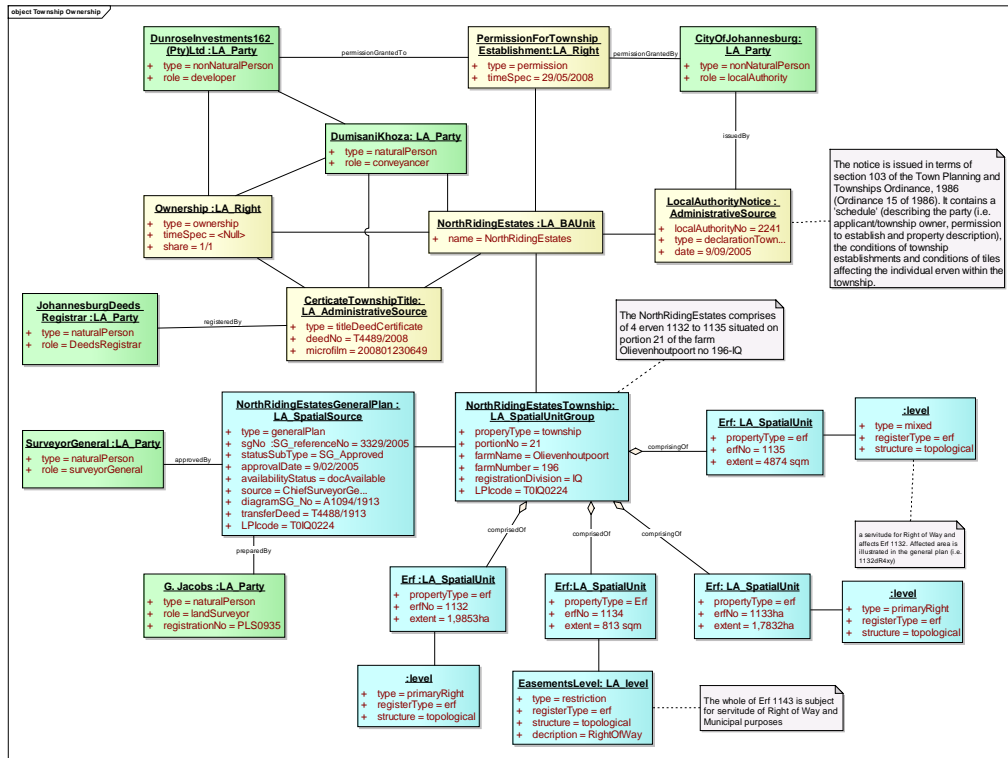 object Township Ownership
DunroseInvestments162
(Pty)Ltd :LA_Party
+ type = nonNaturalPerson
+ role = developer
permissionGrantedTo
PermissionForTownship
Establishment:LA_Right
+ type = permission
+ timeSpec = 29/05/2008
permissionGrantedBy
CityOfJohannesburg:
LA_Party
+ type = nonNaturalPerson
+ role = localAuthority
issuedBy
DumisaniKhoza: LA_Party
+ type = naturalPerson
+ role = conveyancer
The notice is issued in terms of
section 103 of the Town Planning and
Townships Ordinance, 1986
(Ordinance 15 of 1986). It contains a
'schedule' (describing the party (i.e.
applicant/township owner, permission
to establish and property description),
the conditions of township
establishments and conditions of tiles
affecting the individual erven within the
township.
Ownership :LA_Right
+ type = ownership
+ timeSpec = <Null>
+ share = 1/1
NorthRidingEstates :LA_BAUnit
+ name = NorthRidingEstates
LocalAuthorityNotice :
AdministrativeSource
+ localAuthorityNo = 2241
+ type = declarationTown...
+ date = 9/09/2005
JohannesburgDeeds
Registrar :LA_Party
+ type = naturalPerson
+ role = DeedsRegistrar
registeredBy
CerticateTownshipTitle:
LA_AdministrativeSource
+ type = titleDeedCertificate
+ deedNo = T4489/2008
+ microfilm = 200801230649
The NorthRidingEstates comprises
of 4 erven 1132 to 1135 situated on
portion 21 of the farm
Olievenhoutpoort no 196-IQ
SurveyorGeneral :LA_Party
+ type = naturalPerson
+ role = surveyorGeneral
approvedBy
NorthRidingEstatesGeneralPlan :
LA_SpatialSource
+ type = generalPlan
+ sgNo :SG_referenceNo = 3329/2005
+ statusSubType = SG_Approved
+ approvalDate = 9/02/2005
+ availabilityStatus = docAvailable
+ source = ChiefSurveyorGe...
+ diagramSG_No = A1094/1913
+ transferDeed = T4488/1913
+ LPIcode = T0IQ0224
NorthRidingEstatesTownship:
LA_SpatialUnitGroup
+ properyType = township
+ portionNo = 21
+ farmName = Olievenhoutpoort
+ farmNumber = 196
+ registrationDivision = IQ
+ LPIcode = T0IQ0224
comprisingOf
Erf: LA_SpatialUnit
+ propertyType = erf
+ erfNo = 1135
+ extent = 4874 sqm
:level
+ type = mixed
+ registerType = erf
+ structure = topological
a servitude for Right of Way and
affects Erf 1132. Affected area is
illustrated in the general plan (i.e.
1132dR4xy)
preparedBy
G. Jacobs :LA_Party
+ type = naturalPerson
+ role = landSurveyor
+ registrationNo = PLS0935
comprisedOf
comprisedOf
comprisingOf
Erf :LA_SpatialUnit
+ propertyType = erf
+ erfNo = 1132
+ extent = 1,9853ha
Erf:LA_SpatialUnit
+ propertyType = Erf
+ erfNo = 1134
+ extent = 813 sqm
Erf: LA_SpatialUnit
+ propertyType = erf
+ erfNo = 1133ha
+ extent = 1,7832ha
:level
+ type = primaryRight
+ registerType = erf
+ structure = topological
:level
+ type = primaryRight
+ registerType = erf
+ structure = topological
EasementsLevel: LA_level
+ type = restriction
+ registerType = erf
+ structure = topological
+ decription = RightOfWay
The whole of Erf 1143 is subject
for servitude of Right of Way and
Municipal purposes